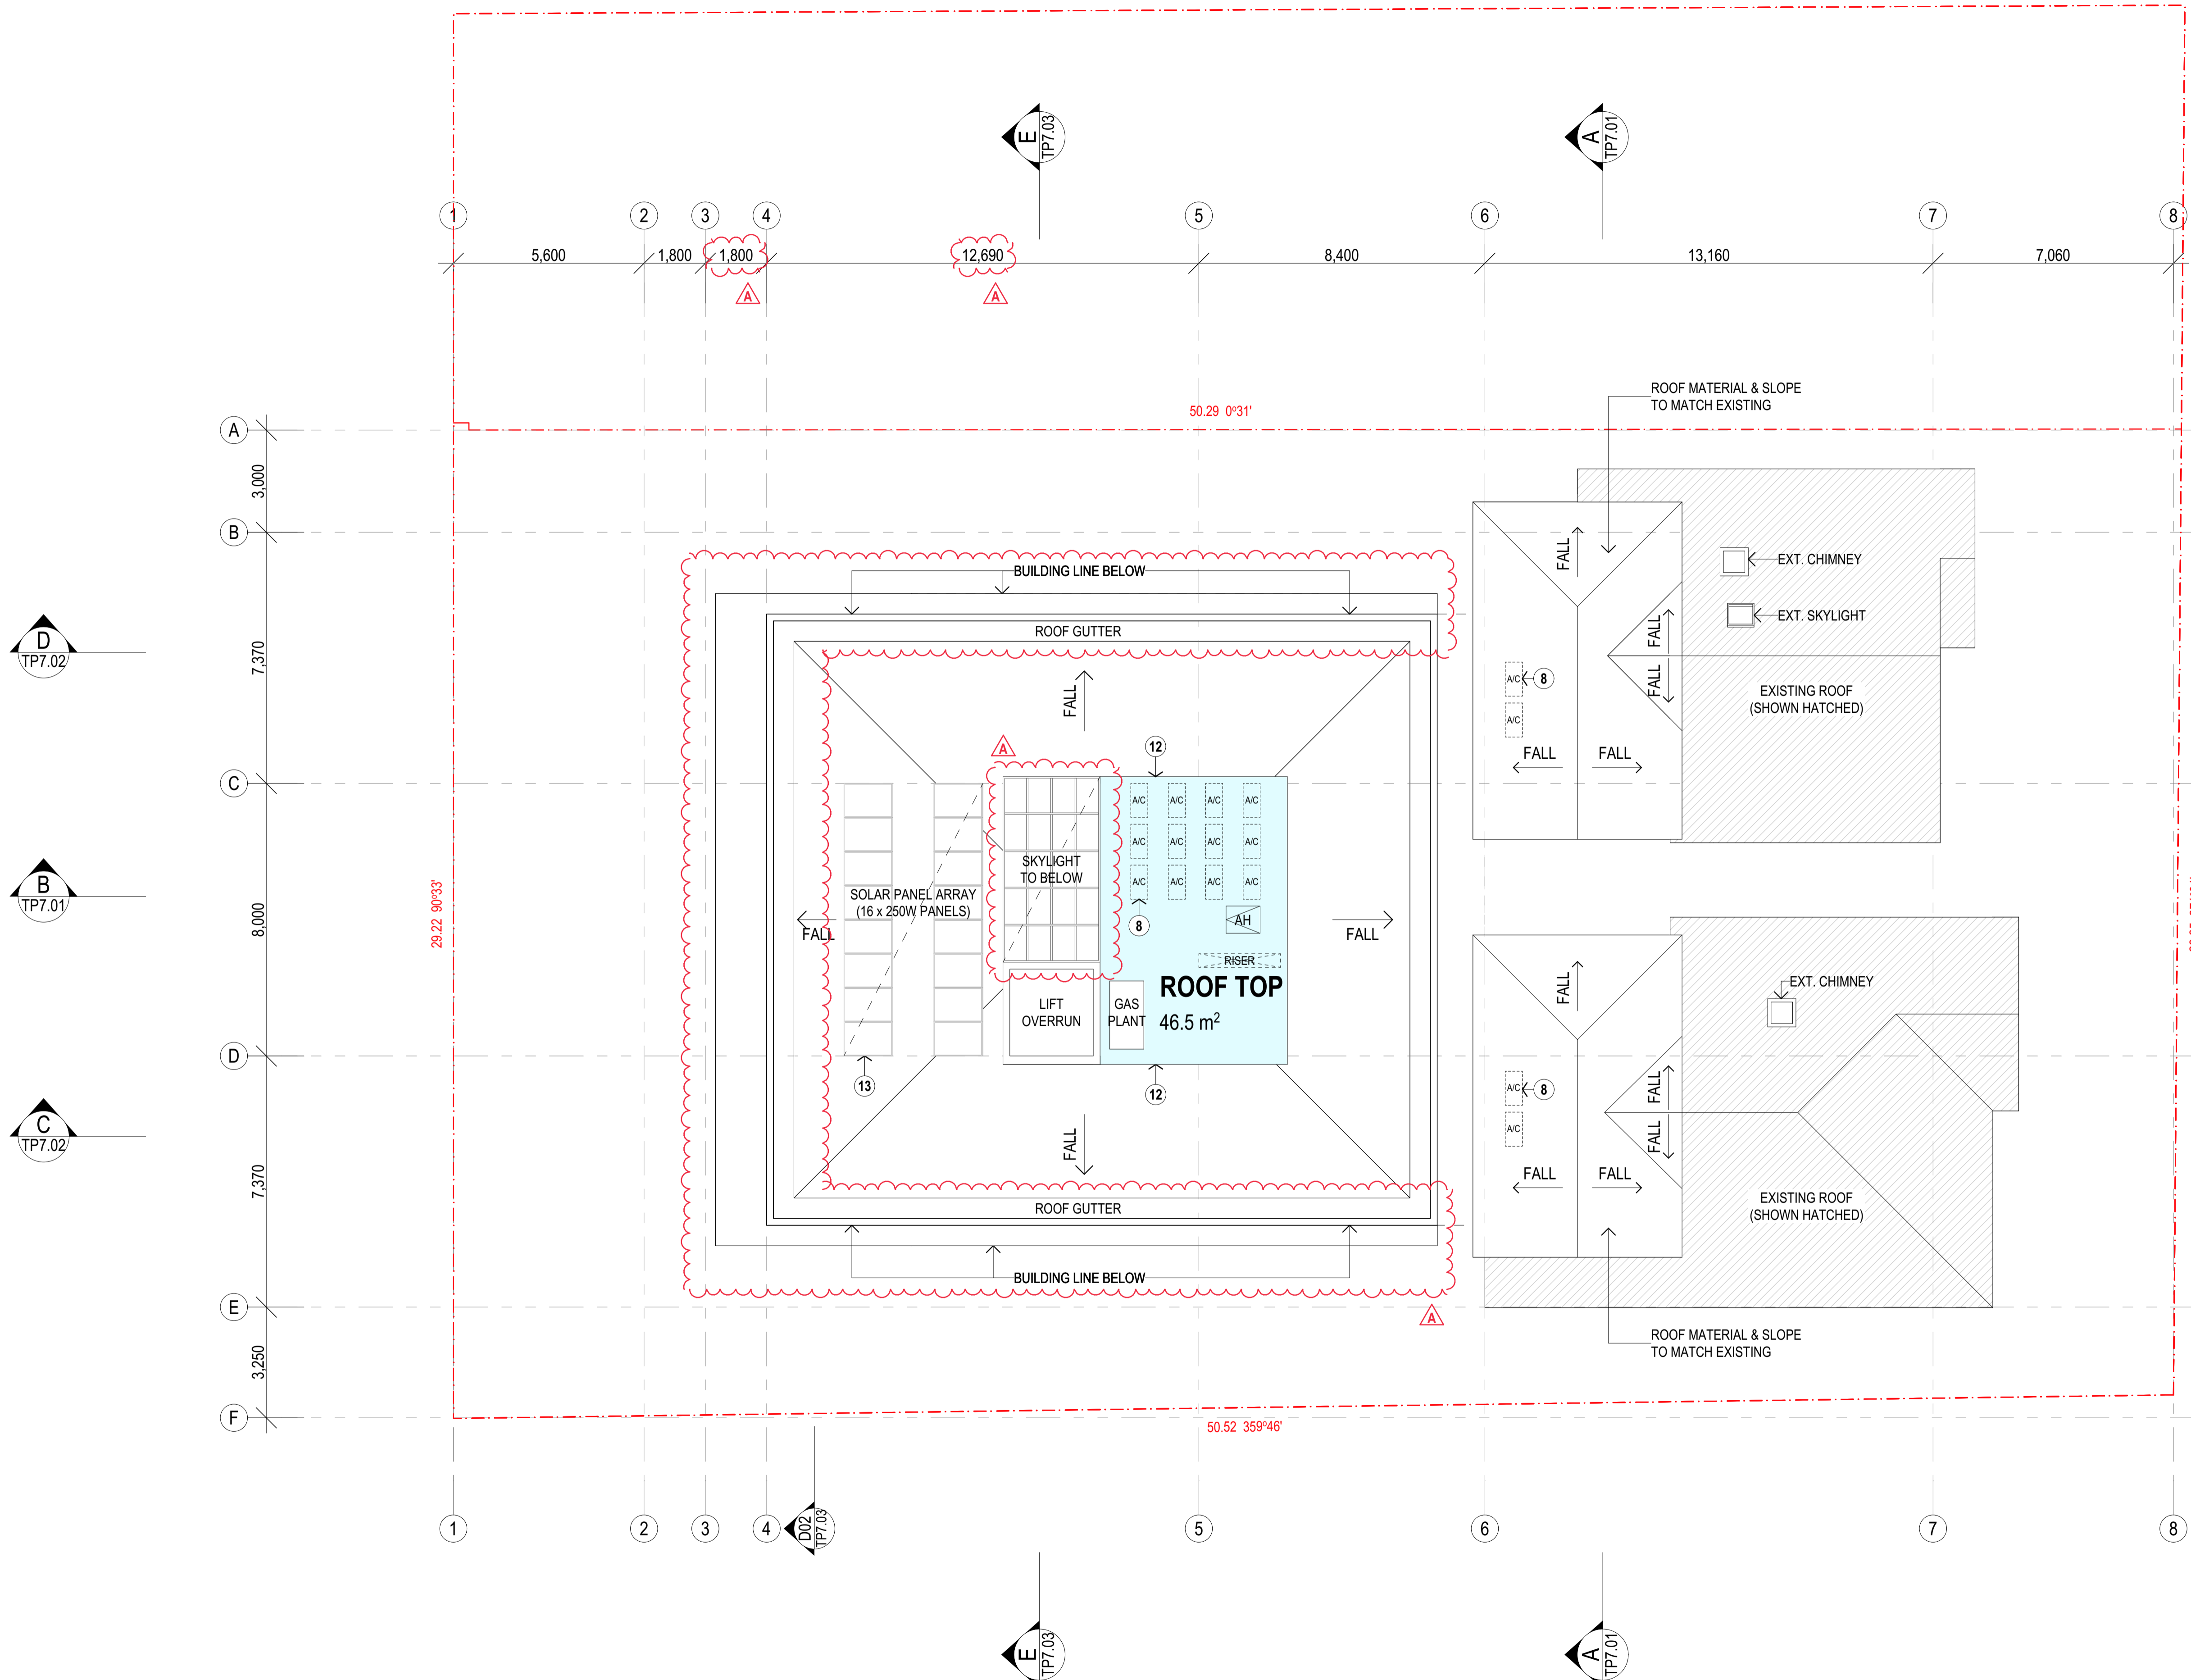 E
TP7.03
A
TP7.01
1
2
3
4
5
6
7
8
5,600
1,800
1,800
12,690
8,400
13,160
7,060
A
A
ROOF MATERIAL & SLOPE
TO MATCH EXISTING
50.29 0º31'
A
3,000
B
BUILDING LINE BELOW
FALL
EXT. CHIMNEY
EXT. SKYLIGHT
ROOF GUTTER
D
TP7.02
7,370
FALL
FALL
FALL
A/C
8
A/C
EXISTING ROOF
(SHOWN HATCHED)
A
12
FALL
FALL
C
A/C
A/C
A/C
A/C
A/C
A/C
A/C
A/C
SKYLIGHT
TO BELOW
A/C
A/C
A/C
A/C
B
TP7.01
29.22 90º33'
8,000
SOLAR PANEL ARRAY
(16 x 250W PANELS)
FALL
8
AH
FALL
RISER
ROOF TOP
46.5 m²
LIFT
OVERRUN
GAS
PLANT
FALL
EXT. CHIMNEY
D
13
12
FALL
FALL
A/C
8
A/C
C
TP7.02
7,370
FALL
FALL
FALL
ROOF GUTTER
EXISTING ROOF
(SHOWN HATCHED)
BUILDING LINE BELOW
E
A
ROOF MATERIAL & SLOPE
TO MATCH EXISTING
3,250
F
50.52 359º46'
1
2
3
4
D02
TP7.03
5
6
7
8
E
TP7.03
A
TP7.01